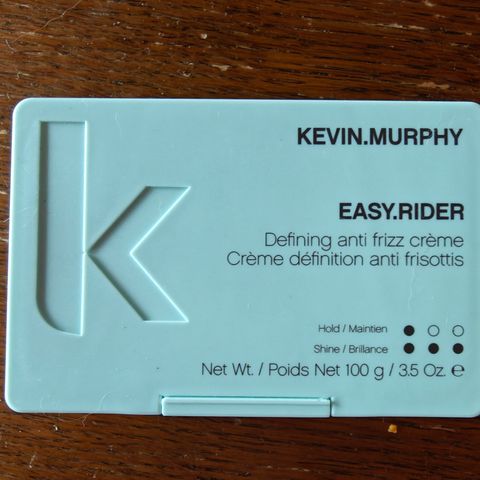 k
KEVIN.MURPHY
EASY.RIDER
Defining anti frizz crème
Crème définition anti frisottis
Hold / Maintien
Shine / Brillance
Net Wt. / Poids Net 100 g / 3.5 Oz. ℮